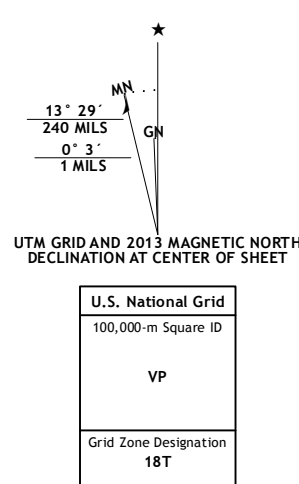 ★
MN
GN
13° 29´
240 MILS
0° 3´
1 MILS
UTM GRID AND 2013 MAGNETIC NORTH
DECLINATION AT CENTER OF SHEET
U.S. National Grid
100,000-m Square ID
VP
Grid Zone Designation
18T